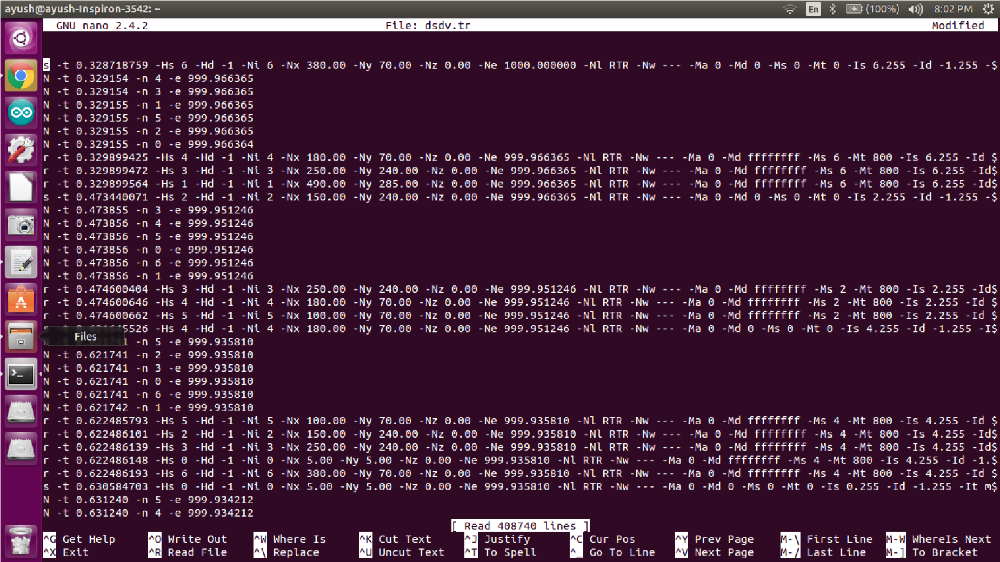 ayush@ayush-Inspiron-3542: ~ En (100%) 8:02 PM
GNU nano 2.4.2 File: dsdv.tr Modified
s -t 0.328718759 -Hs 6 -Hd -1 -Ni 6 -Nx 380.00 -Ny 70.00 -Nz 0.00 -Ne 1000.000000 -Nl RTR -Nw --- -Ma 0 -Md 0 -Ms 0 -Mt 0 -Is 6.255 -Id -1.255 -$
N -t 0.329154 -n 4 -e 999.966365
N -t 0.329154 -n 3 -e 999.966365
N -t 0.329155 -n 1 -e 999.966365
N -t 0.329155 -n 5 -e 999.966365
N -t 0.329155 -n 2 -e 999.966365
N -t 0.329155 -n 0 -e 999.966364
r -t 0.329899425 -Hs 4 -Hd -1 -Ni 4 -Nx 180.00 -Ny 70.00 -Nz 0.00 -Ne 999.966365 -Nl RTR -Nw --- -Ma 0 -Md ffffffff -Ms 6 -Mt 800 -Is 6.255 -Id $
r -t 0.329899472 -Hs 3 -Hd -1 -Ni 3 -Nx 250.00 -Ny 240.00 -Nz 0.00 -Ne 999.966365 -Nl RTR -Nw --- -Ma 0 -Md ffffffff -Ms 6 -Mt 800 -Is 6.255 -Id$
r -t 0.329899564 -Hs 1 -Hd -1 -Ni 1 -Nx 490.00 -Ny 285.00 -Nz 0.00 -Ne 999.966365 -Nl RTR -Nw --- -Ma 0 -Md ffffffff -Ms 6 -Mt 800 -Is 6.255 -Id$
s -t 0.473440071 -Hs 2 -Hd -1 -Ni 2 -Nx 150.00 -Ny 240.00 -Nz 0.00 -Ne 999.966365 -Nl RTR -Nw --- -Ma 0 -Md 0 -Ms 0 -Mt 0 -Is 2.255 -Id -1.255 -$
N -t 0.473855 -n 3 -e 999.951246
N -t 0.473856 -n 4 -e 999.951246
N -t 0.473856 -n 5 -e 999.951246
N -t 0.473856 -n 0 -e 999.951246
N -t 0.473856 -n 6 -e 999.951246
N -t 0.473856 -n 1 -e 999.951246
r -t 0.474600404 -Hs 3 -Hd -1 -Ni 3 -Nx 250.00 -Ny 240.00 -Nz 0.00 -Ne 999.951246 -Nl RTR -Nw --- -Ma 0 -Md ffffffff -Ms 2 -Mt 800 -Is 2.255 -Id$
r -t 0.474600646 -Hs 4 -Hd -1 -Ni 4 -Nx 180.00 -Ny 70.00 -Nz 0.00 -Ne 999.951246 -Nl RTR -Nw --- -Ma 0 -Md ffffffff -Ms 2 -Mt 800 -Is 2.255 -Id $
r -t 0.474600662 -Hs 5 -Hd -1 -Ni 5 -Nx 100.00 -Ny 70.00 -Nz 0.00 -Ne 999.951246 -Nl RTR -Nw --- -Ma 0 -Md ffffffff -Ms 2 -Mt 800 -Is 2.255 -Id $
s -t 0.621645526 -Hs 4 -Hd -1 -Ni 4 -Nx 180.00 -Ny 70.00 -Nz 0.00 -Ne 999.951246 -Nl RTR -Nw --- -Ma 0 -Md 0 -Ms 0 -Mt 0 -Is 4.255 -Id -1.255 -I$
Files
N -t 0.621741 -n 5 -e 999.935810
N -t 0.621741 -n 2 -e 999.935810
N -t 0.621741 -n 3 -e 999.935810
N -t 0.621741 -n 0 -e 999.935810
N -t 0.621741 -n 6 -e 999.935810
N -t 0.621742 -n 1 -e 999.935810
r -t 0.622485793 -Hs 5 -Hd -1 -Ni 5 -Nx 100.00 -Ny 70.00 -Nz 0.00 -Ne 999.935810 -Nl RTR -Nw --- -Ma 0 -Md ffffffff -Ms 4 -Mt 800 -Is 4.255 -Id $
r -t 0.622486101 -Hs 2 -Hd -1 -Ni 2 -Nx 150.00 -Ny 240.00 -Nz 0.00 -Ne 999.935810 -Nl RTR -Nw --- -Ma 0 -Md ffffffff -Ms 4 -Mt 800 -Is 4.255 -Id$
r -t 0.622486139 -Hs 3 -Hd -1 -Ni 3 -Nx 250.00 -Ny 240.00 -Nz 0.00 -Ne 999.935810 -Nl RTR -Nw --- -Ma 0 -Md ffffffff -Ms 4 -Mt 800 -Is 4.255 -Id$
r -t 0.622486148 -Hs 0 -Hd -1 -Ni 0 -Nx 5.00 -Ny 5.00 -Nz 0.00 -Ne 999.935810 -Nl RTR -Nw --- -Ma 0 -Md ffffffff -Ms 4 -Mt 800 -Is 4.255 -Id -1.$
r -t 0.622486193 -Hs 6 -Hd -1 -Ni 6 -Nx 380.00 -Ny 70.00 -Nz 0.00 -Ne 999.935810 -Nl RTR -Nw --- -Ma 0 -Md ffffffff -Ms 4 -Mt 800 -Is 4.255 -Id $
s -t 0.630584703 -Hs 0 -Hd -1 -Ni 0 -Nx 5.00 -Ny 5.00 -Nz 0.00 -Ne 999.935810 -Nl RTR -Nw --- -Ma 0 -Md 0 -Ms 0 -Mt 0 -Is 0.255 -Id -1.255 -It m$
N -t 0.631240 -n 5 -e 999.934212
N -t 0.631240 -n 4 -e 999.934212
[ Read 408740 lines ]
^G Get Help ^O Write Out ^W Where Is ^K Cut Text ^J Justify ^C Cur Pos ^Y Prev Page M-\ First Line M-W WhereIs Next
^X Exit ^R Read File ^\ Replace ^U Uncut Text ^T To Spell ^_ Go To Line ^V Next Page M-/ Last Line M-] To Bracket